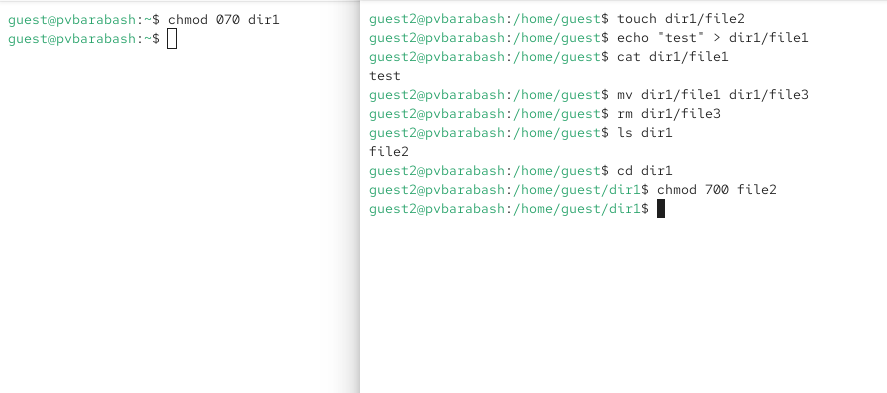 guest@pvbarabash:~$ chmod 070 dir1
guest@pvbarabash:~$
guest2@pvbarabash:/home/guest$ touch dir1/file2
guest2@pvbarabash:/home/guest$ echo "test" > dir1/file1
guest2@pvbarabash:/home/guest$ cat dir1/file1
test
guest2@pvbarabash:/home/guest$ mv dir1/file1 dir1/file3
guest2@pvbarabash:/home/guest$ rm dir1/file3
guest2@pvbarabash:/home/guest$ ls dir1
file2
guest2@pvbarabash:/home/guest$ cd dir1
guest2@pvbarabash:/home/guest/dir1$ chmod 700 file2
guest2@pvbarabash:/home/guest/dir1$